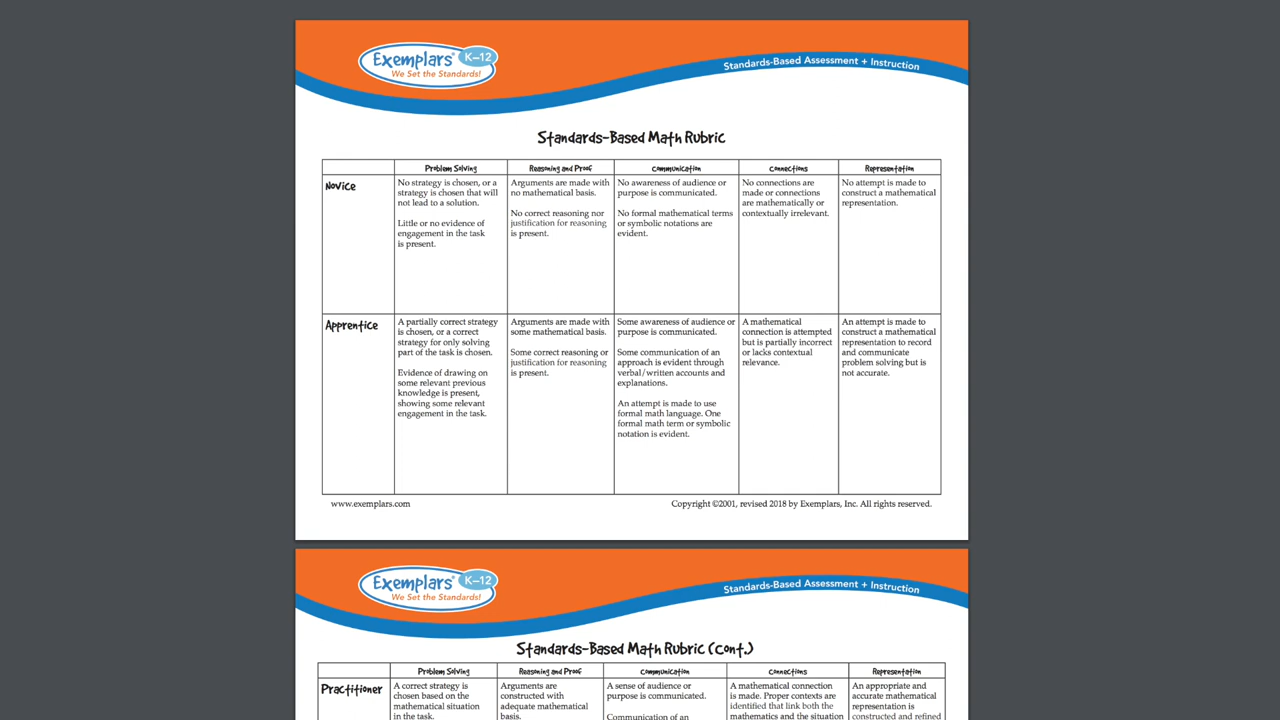 Exemplars® K–12
We Set the Standards!
Standards-Based Assessment + Instruction
Standards-Based Math Rubric
Problem Solving
Reasoning and Proof
Communication
Connections
Representation
Novice
No strategy is chosen, or a
strategy is chosen that will
not lead to a solution.
Little or no evidence of
engagement in the task
is present.
Arguments are made with
no mathematical basis.
No correct reasoning nor
justification for reasoning
is present.
No awareness of audience or
purpose is communicated.
No formal mathematical terms
or symbolic notations are
evident.
No connections are
made or connections
are mathematically or
contextually irrelevant.
No attempt is made to
construct a mathematical
representation.
Apprentice
A partially correct strategy
is chosen, or a correct
strategy for only solving
part of the task is chosen.
Evidence of drawing on
some relevant previous
knowledge is present,
showing some relevant
engagement in the task.
Arguments are made with
some mathematical basis.
Some correct reasoning or
justification for reasoning
is present.
Some awareness of audience or
purpose is communicated.
Some communication of an
approach is evident through
verbal/written accounts and
explanations.
An attempt is made to use
formal math language. One
formal math term or symbolic
notation is evident.
A mathematical
connection is attempted
but is partially incorrect
or lacks contextual
relevance.
An attempt is made to
construct a mathematical
representation to record
and communicate
problem solving but is
not accurate.
www.exemplars.com
Copyright ©2001, revised 2018 by Exemplars, Inc. All rights reserved.
Exemplars® K–12
We Set the Standards!
Standards-Based Assessment + Instruction
Standards-Based Math Rubric (Cont.)
Problem Solving
Reasoning and Proof
Communication
Connections
Representation
Practitioner
A correct strategy is
chosen based on the
mathematical situation
in the task.
Arguments are
constructed with
adequate mathematical
basis.
A sense of audience or
purpose is communicated.
Communication of an
A mathematical connection
is made. Proper contexts are
identified that link both the
mathematics and the situation
An appropriate and
accurate mathematical
representation is
constructed and refined